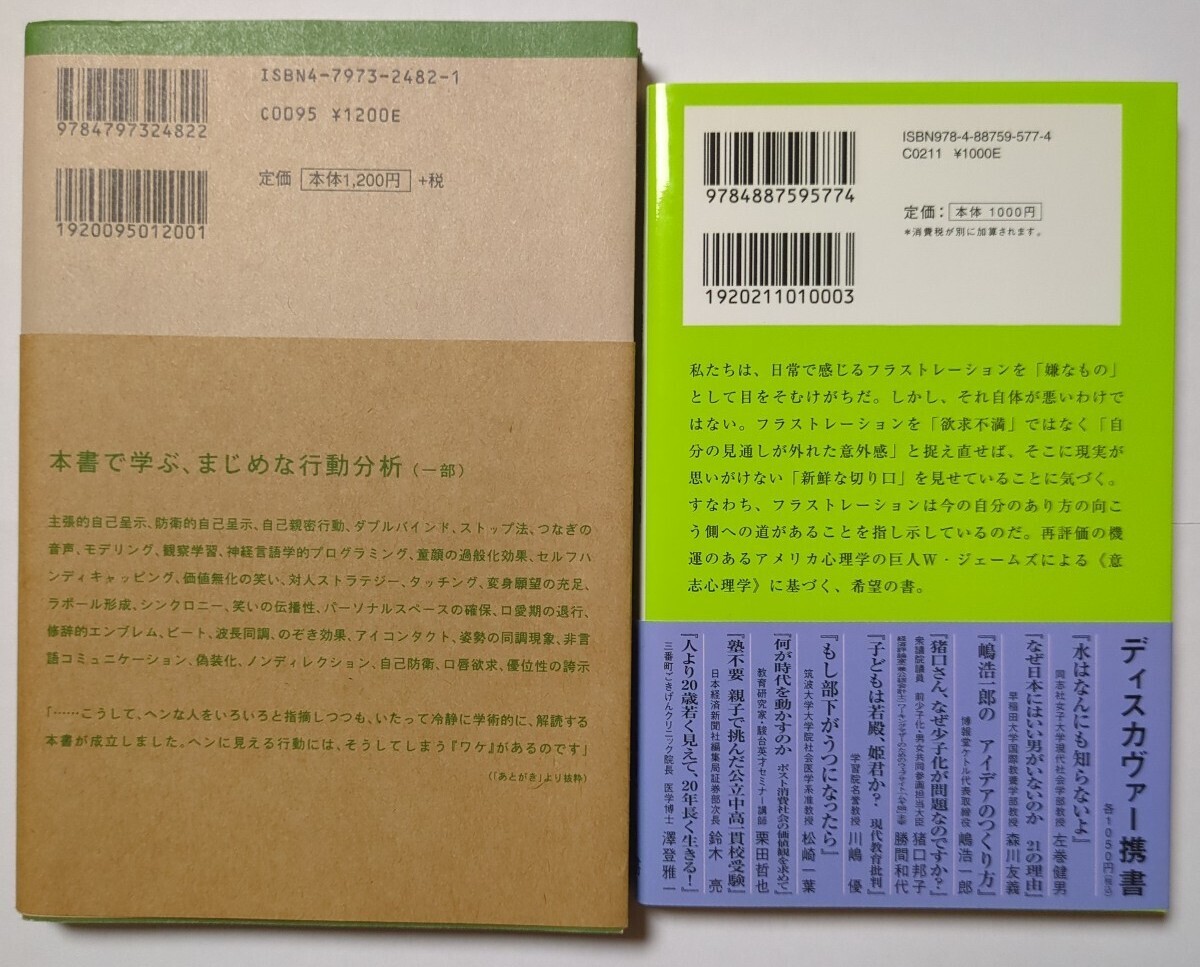 ISBN4-7973-2482-1
C0095 ¥1200E
9784797324822
定価 本体1,200円 +税
1920095012001
本書で学ぶ、まじめな行動分析(一部)
主張的自己呈示、防衛的自己呈示、自己親密行動、ダブルバインド、ストップ法、つなぎの
音声、モデリング、観察学習、神経言語学的プログラミング、童顔の過般化効果、セルフハ
ンディキャッピング、価値無化の笑い、対人ストラテジー、タッチング、変身願望の充足、
ラポール形成、シンクロニー、笑いの伝播性、パーソナルスペースの確保、口愛期の退行、
修辞的エンブレム、ビート、波長同調、のぞき効果、アイコンタクト、姿勢の同調現象、非言
語コミュニケーション、偽装化、ノンディレクション、自己防衛、口唇欲求、優位性の誇示
「……こうして、ヘンな人をいろいろと指摘しつつも、いたって冷静に学術的に、解読する
本書が成立しました。ヘンに見える行動には、そうしてしまう『ワケ』があるのです」
(「あとがき」より抜粋)
ISBN978-4-88759-577-4
C0211 ¥1000E
9784887595774
定価：本体 1000円
*消費税が別に加算されます。
1920211010003
私たちは、日常で感じるフラストレーションを「嫌なもの」
として目をそむけがちだ。しかし、それ自体が悪いわけで
はない。フラストレーションを「欲求不満」ではなく「自
分の見通しが外れた意外感」と捉え直せば、そこに現実が
思いがけない「新鮮な切り口」を見せていることに気づく。
すなわち、フラストレーションは今の自分のあり方の向こ
う側への道があることを指し示しているのだ。再評価の機
運のあるアメリカ心理学の巨人W・ジェームズによる《意
志心理学》に基づく、希望の書。
ディスカヴァー携書
各1050円(税込)
『水はなんにも知らないよ』
同志社女子大学現代社会学部教授 左巻健男
『なぜ日本にはいい男がいないのか 21の理由』
早稲田大学国際教養学部教授 森川友義
『嶋浩一郎の アイデアのつくり方』
博報堂ケトル代表取締役 嶋浩一郎
『猪口さん、なぜ少子化が問題なのですか？』
衆議院議員 前少子化・男女共同参画担当大臣 猪口邦子
勝間和代
『子どもは若殿、姫君か？ 現代教育批判』
学習院名誉教授 川嶋 優
『もし部下がうつになったら』
筑波大学大学院社会医学系准教授 松崎一葉
『何が時代を動かすのか ポスト消費社会の価値観を求めて』
教育研究家・駿台英才セミナー講師 栗田哲也
『塾不要 親子で挑んだ公立中高一貫校受験』
日本経済新聞社編集局証券部次長 鈴木 亮
『人より20歳若く見えて、20年長く生きる！』
三番町ごきげんクリニック院長 医学博士 澤登雅一